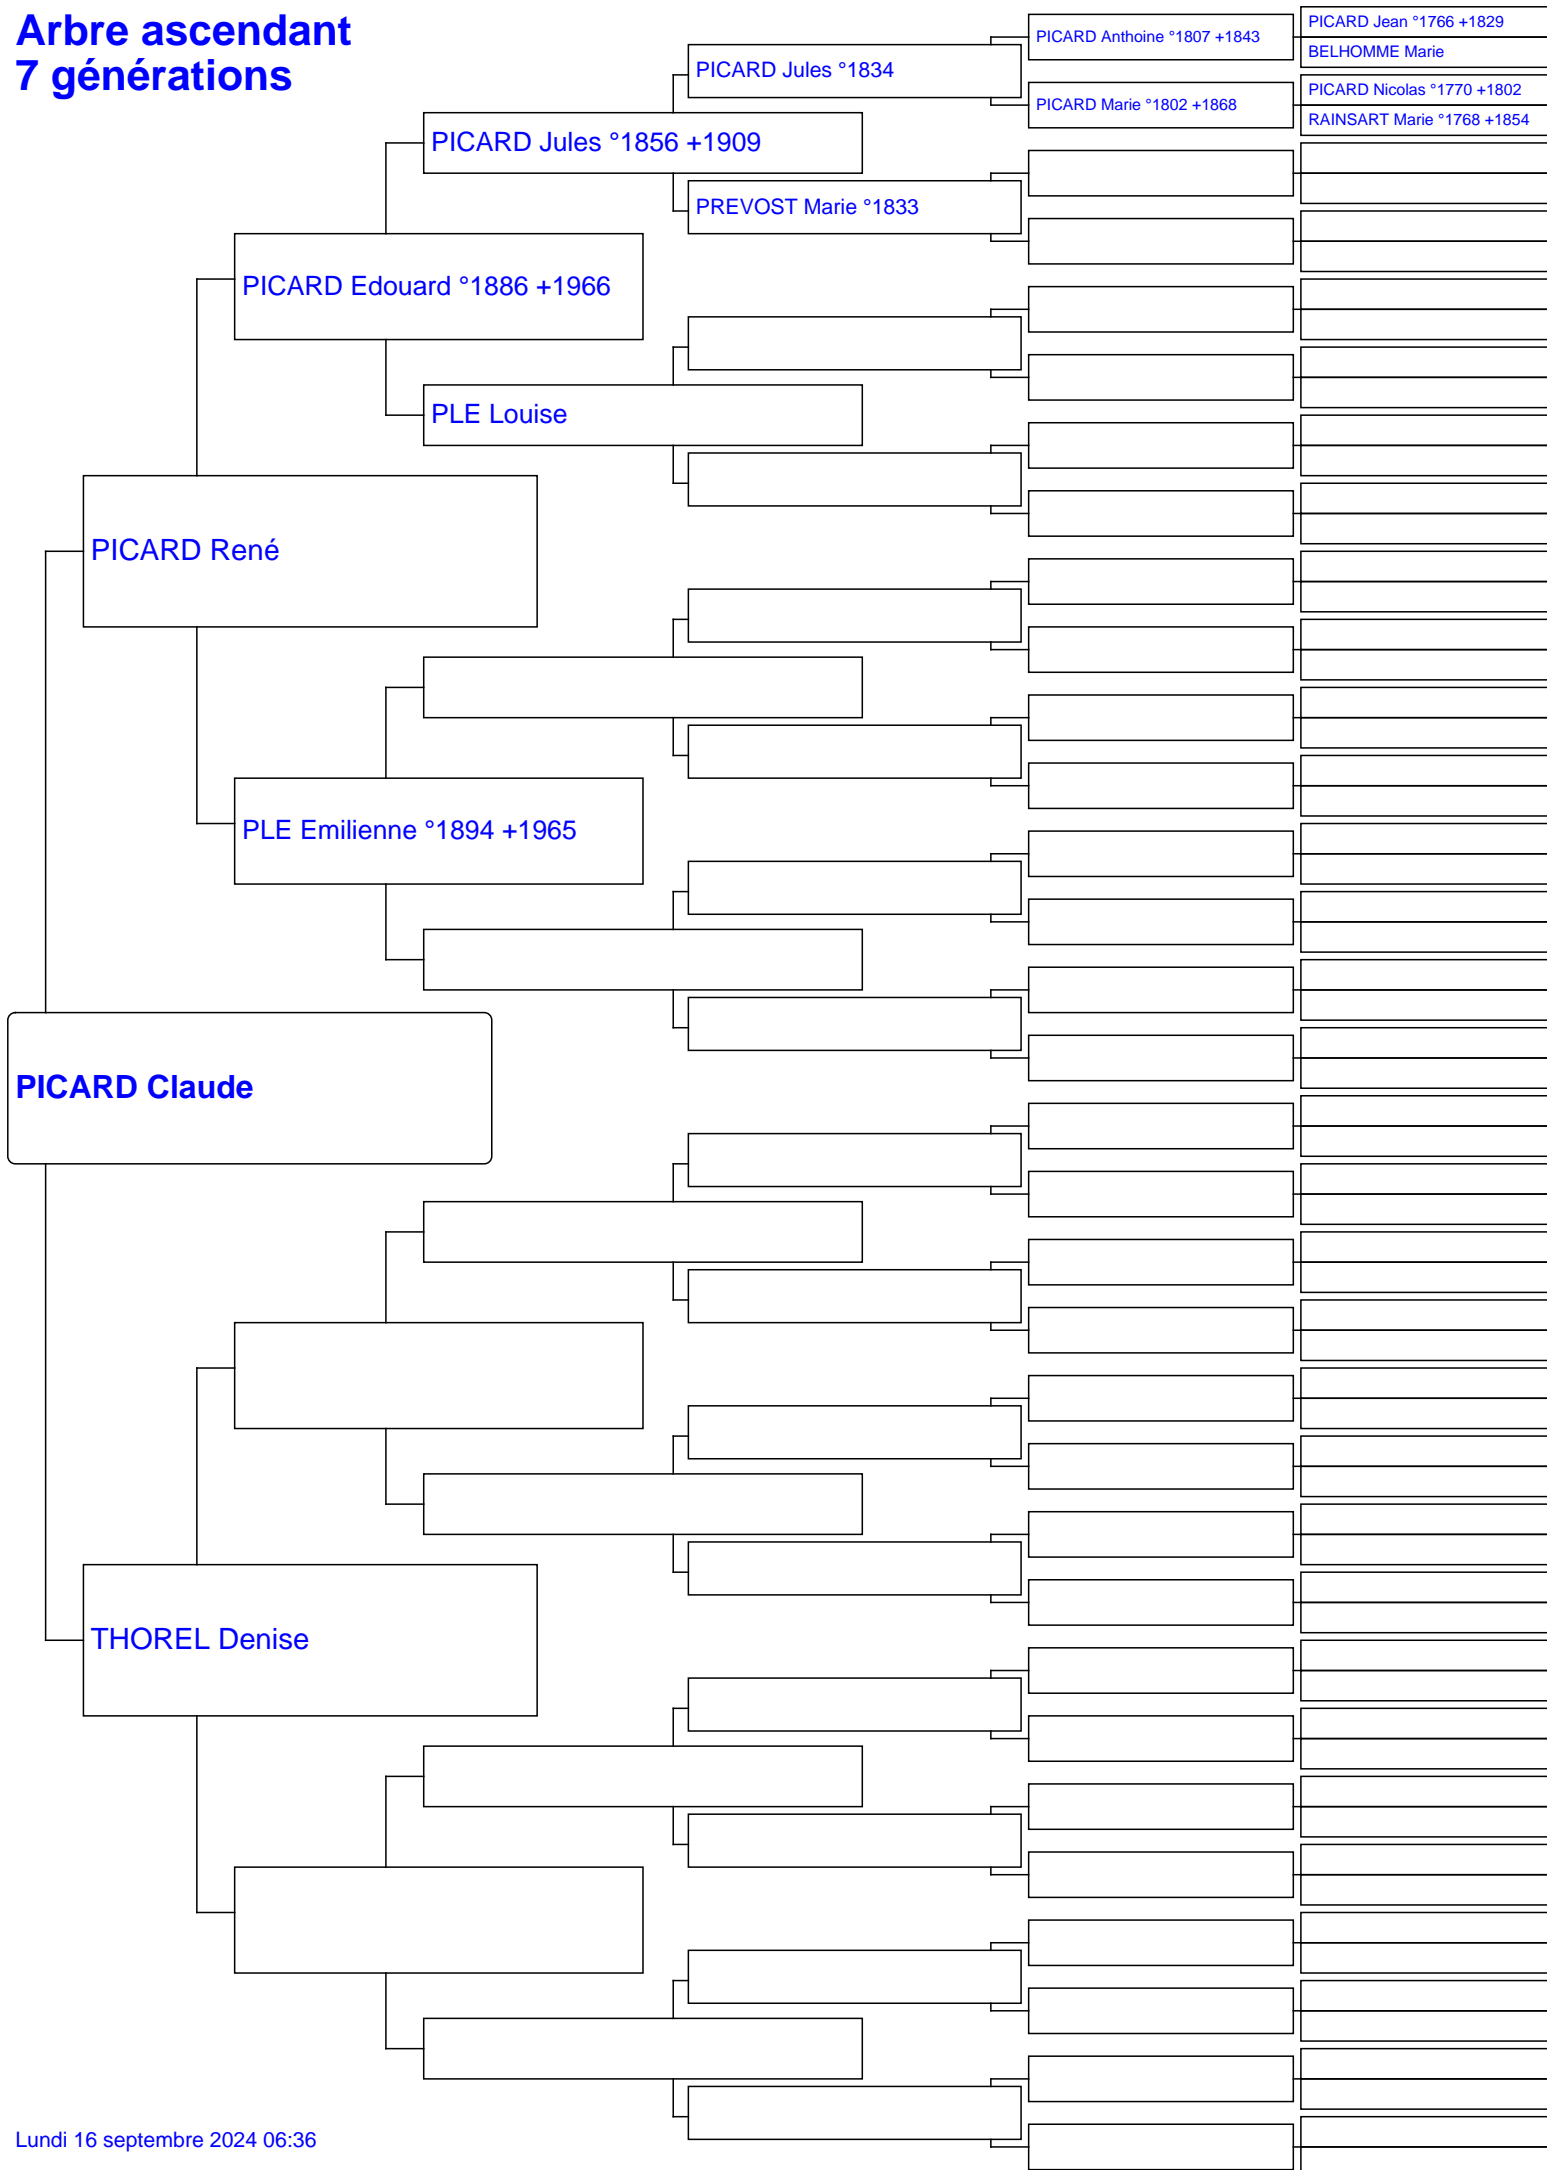 Arbre ascendant
7 générations
PICARD Anthoine °1807 +1843
PICARD Jean °1766 +1829
BELHOMME Marie
PICARD Jules °1834
PICARD Marie °1802 +1868
PICARD Nicolas °1770 +1802
RAINSART Marie °1768 +1854
PICARD Jules °1856 +1909
PREVOST Marie °1833
PICARD Edouard °1886 +1966
PLE Louise
PICARD René
PLE Emilienne °1894 +1965
PICARD Claude
THOREL Denise
Lundi 16 septembre 2024 06:36